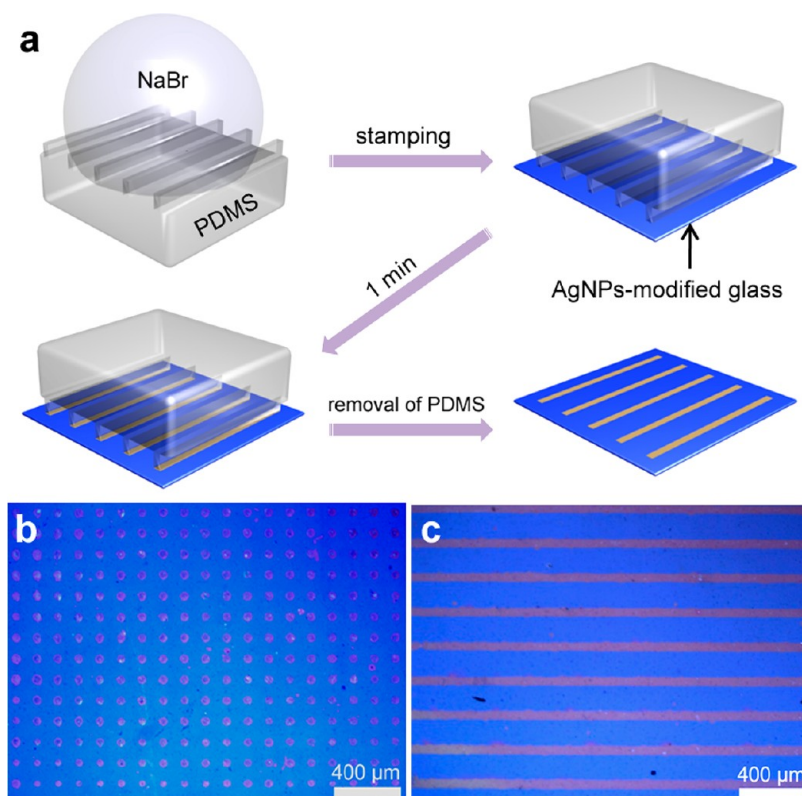 a
NaBr
PDMS
stamping
AgNPs-modified glass
1 min
removal of PDMS
b
400 μm
c
400 μm